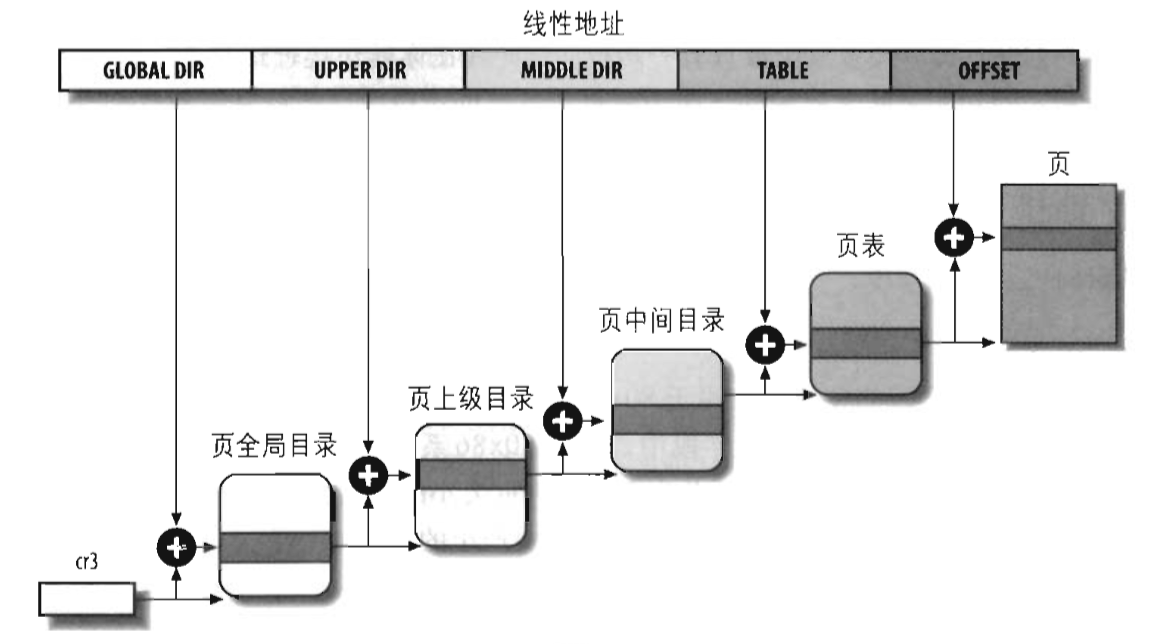 线性地址
GLOBAL DIR
UPPER DIR
MIDDLE DIR
TABLE
OFFSET
页
页表
页中间目录
页上级目录
页全局目录
cr3